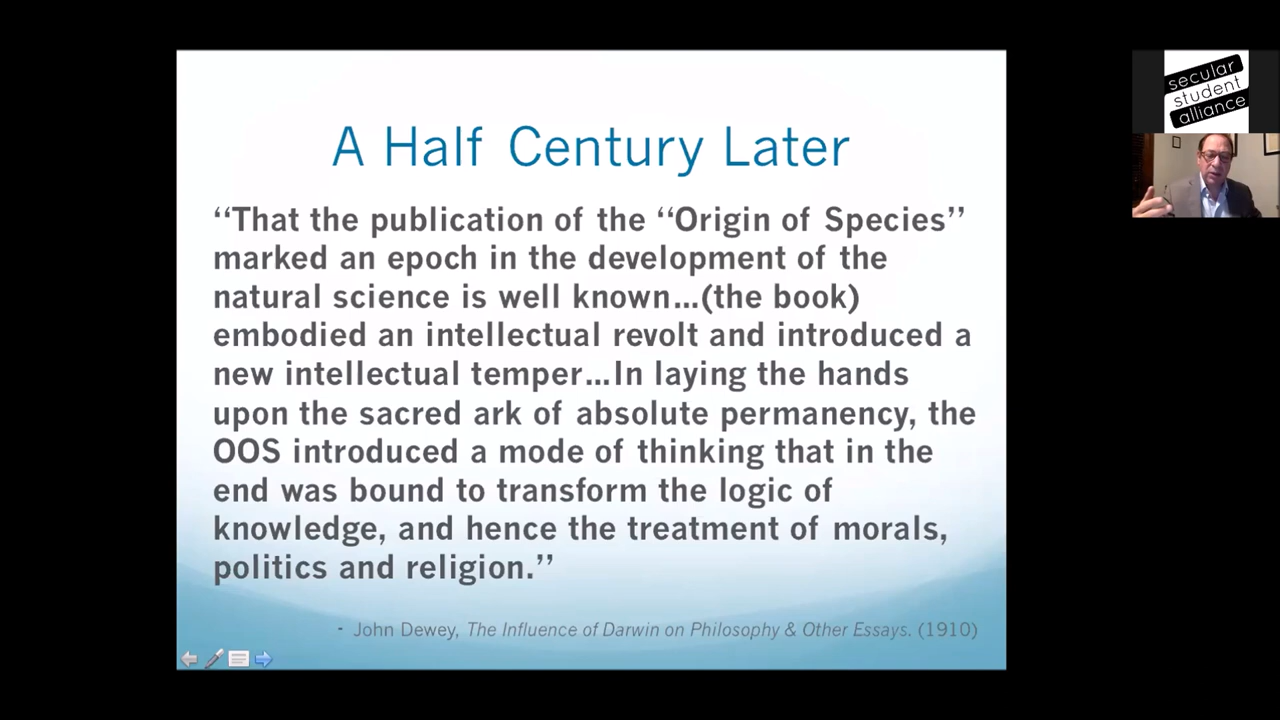 A Half Century Later
“That the publication of the “Origin of Species”
marked an epoch in the development of the
natural science is well known...(the book)
embodied an intellectual revolt and introduced a
new intellectual temper...In laying the hands
upon the sacred ark of absolute permanency, the
OOS introduced a mode of thinking that in the
end was bound to transform the logic of
knowledge, and hence the treatment of morals,
politics and religion.”
- John Dewey, The Influence of Darwin on Philosophy & Other Essays. (1910)
secular
student
alliance